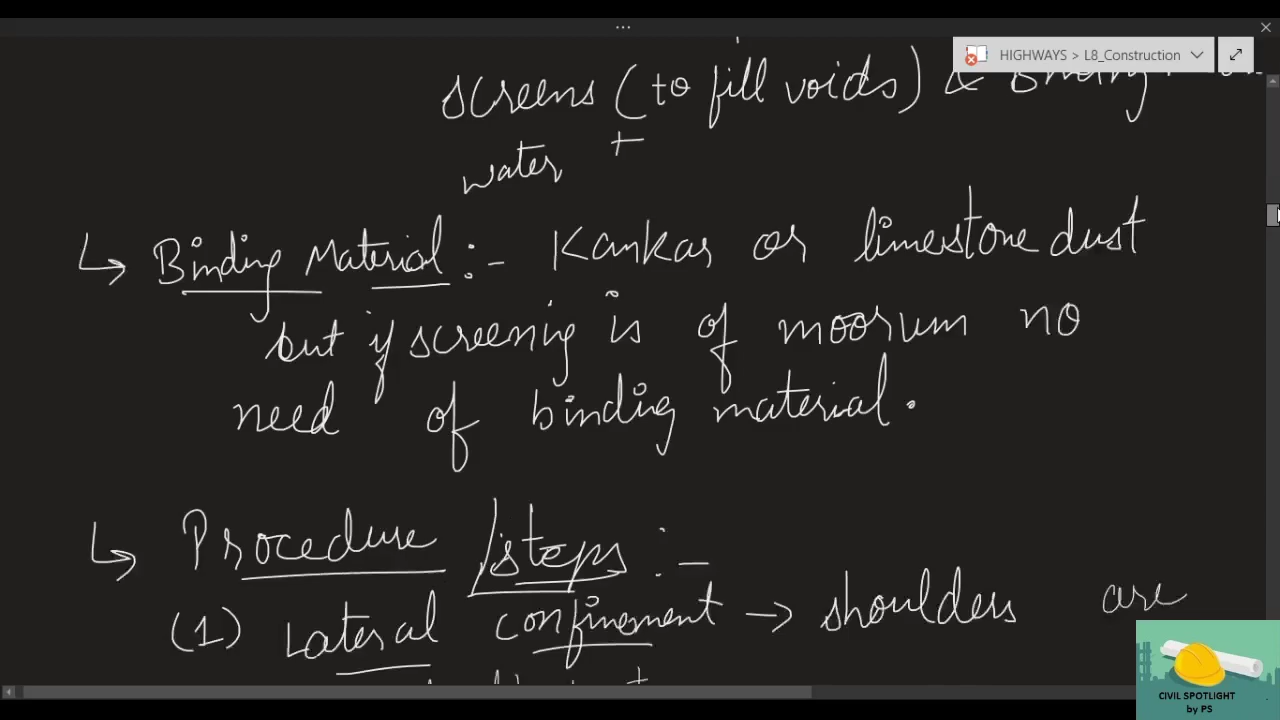 HIGHWAYS > L8_Construction
screens (to fill voids) &
water +
↳ Binding Material :- Kankar or limestone dust
but if screening is of moorum no
need of binding material.
↳ Procedure /steps :-
(1) Lateral confinement → shoulders are
CIVIL SPOTLIGHT
by PS